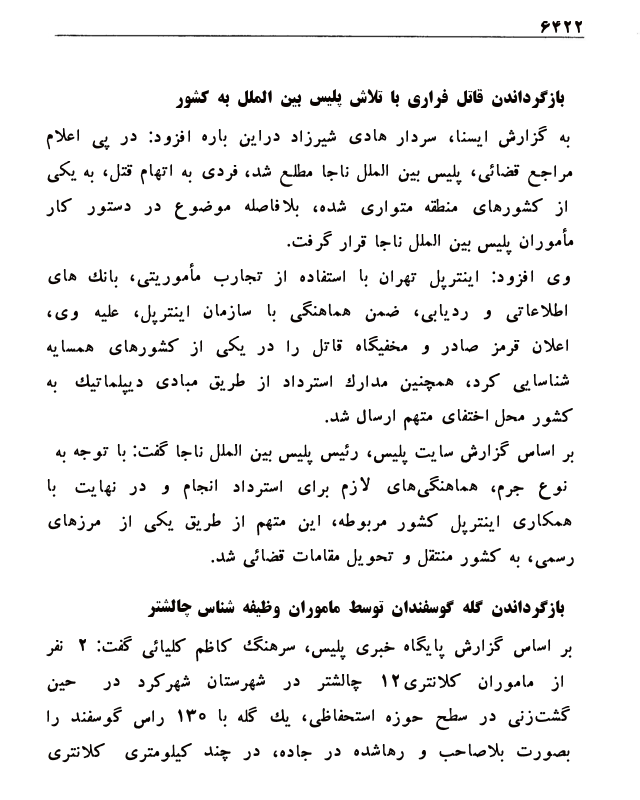 ۶۴۲۲
بازگرداندن قاتل فراری با تلاش پلیس بین الملل به کشور
به گزارش ایسنا، سردار هادی شیرزاد دراین باره افزود: در پی اعلام
مراجع قضائی، پلیس بین الملل ناجا مطلع شد، فردی به اتهام قتل، به یکی
از کشورهای منطقه متواری شده، بلافاصله موضوع در دستور کار
مأموران پلیس بین الملل ناجا قرار گرفت.
وی افزود: اینترپل تهران با استفاده از تجارب مأموریتی، بانك های
اطلاعاتی و ردیابی، ضمن هماهنگی با سازمان اینترپل، علیه وی،
اعلان قرمز صادر و مخفیگاه قاتل را در یکی از کشورهای همسایه
شناسایی کرد، همچنین مدارك استرداد از طریق مبادی دیپلماتیك به
کشور محل اختفای متهم ارسال شد.
بر اساس گزارش سایت پلیس، رئیس پلیس بین الملل ناجا گفت: با توجه به
نوع جرم، هماهنگی‌های لازم برای استرداد انجام و در نهایت با
همکاری اینترپل کشور مربوطه، این متهم از طریق یکی از مرزهای
رسمی، به کشور منتقل و تحویل مقامات قضائی شد.
بازگرداندن گله گوسفندان توسط ماموران وظیفه شناس چالشتر
بر اساس گزارش پایگاه خبری پلیس، سرهنگ کاظم کلیائی گفت: ۲ نفر
از ماموران کلانتری۱۲ چالشتر در شهرستان شهرکرد در حین
گشت‌زنی در سطح حوزه استحفاظی، یك گله با ۱۳۰ راس گوسفند را
بصورت بلاصاحب و رهاشده در جاده، در چند کیلومتری کلانتری